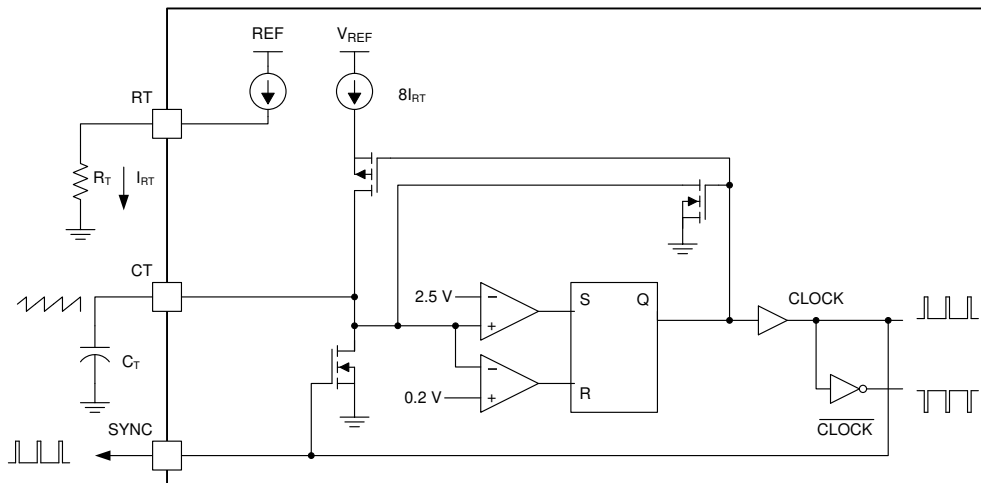 REF
VREF
8IRT
RT
RT
IRT
CT
2.5 V
S
Q
CLOCK
CT
0.2 V
R
CLOCK
SYNC